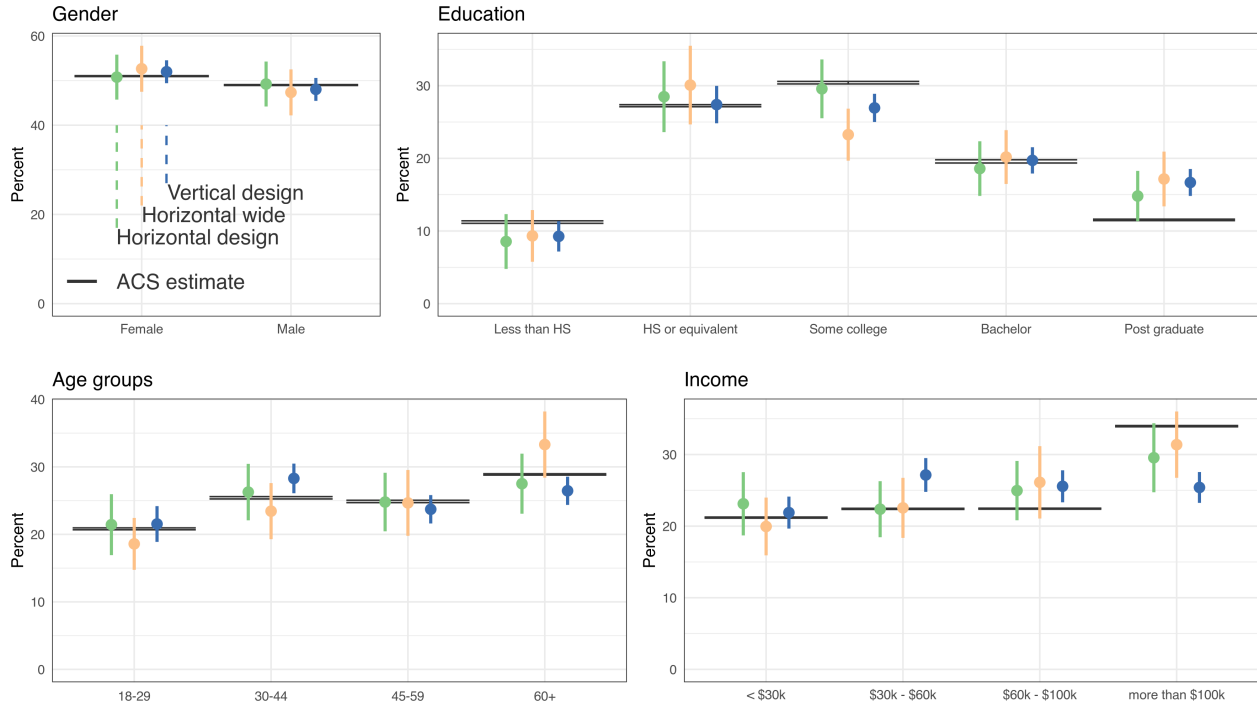 Gender
Percent
60
40
20
0
Vertical design
Horizontal wide
Horizontal design
ACS estimate
Female
Male
Education
Percent
30
20
10
0
Less than HS
HS or equivalent
Some college
Bachelor
Post graduate
Age groups
Percent
40
30
20
10
0
18-29
30-44
45-59
60+
Income
Percent
30
20
10
0
< $30k
$30k - $60k
$60k - $100k
more than $100k